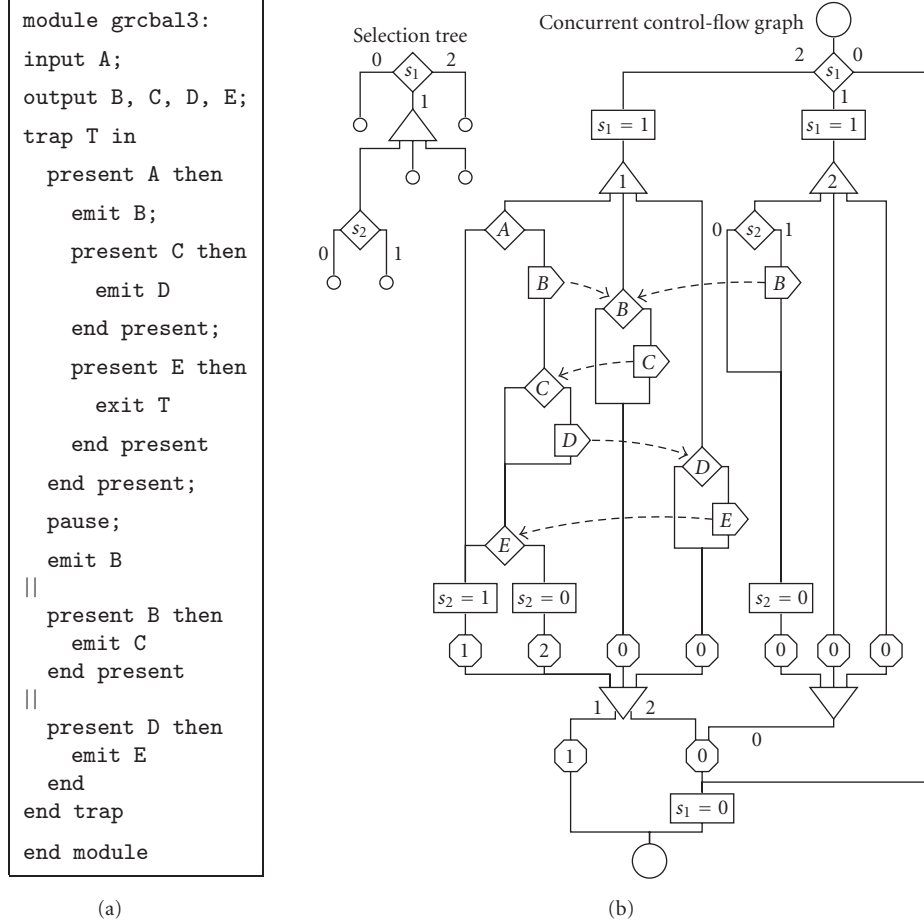 module grcbal3:
input A;
output B, C, D, E;
trap T in
present A then
emit B;
present C then
emit D
end present;
present E then
exit T
end present
end present;
pause;
emit B
||
present B then
emit C
end present
||
present D then
emit E
end
end trap
end module
(a)
Selection tree
0 s1 2
1
s2
0 1
Concurrent control-flow graph
2 s1 0
1
s1 = 1 s1 = 1
1 2
A 0 s2 1
B B
B
C
C
D
D
E
E
s2 = 1 s2 = 0 s2 = 0
1 2 0 0 0 0 0
1 2
0
1 0
s1 = 0
(b)